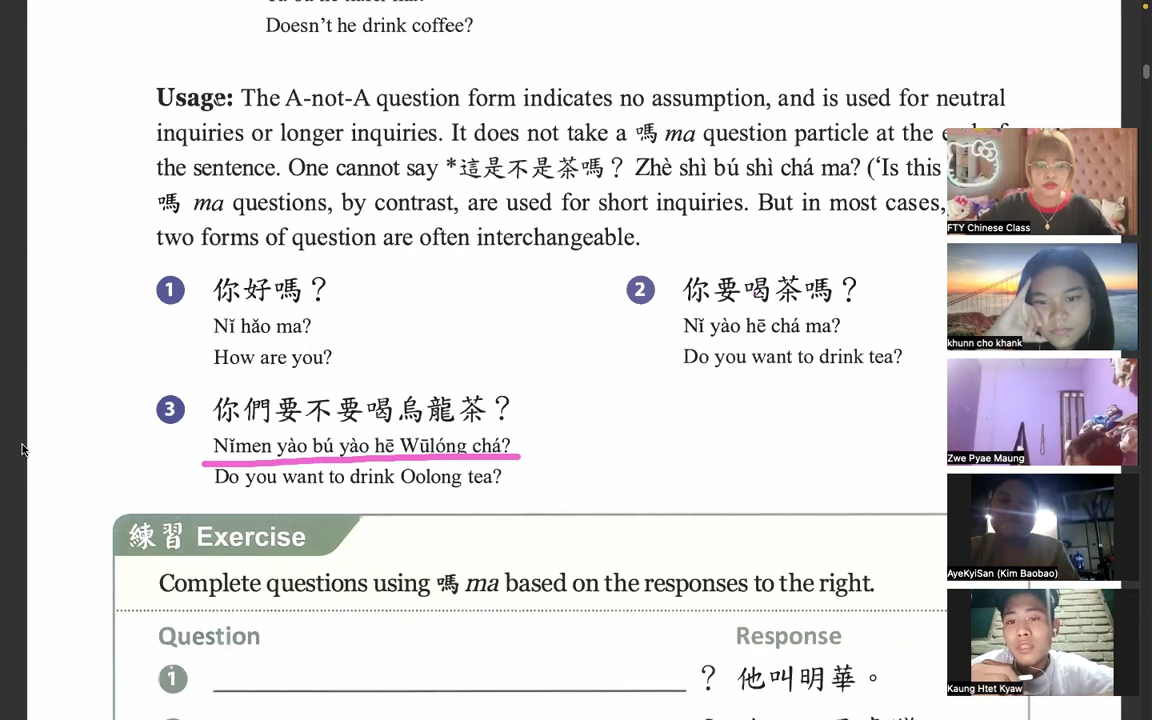 Doesn't he drink coffee?
Usage: The A-not-A question form indicates no assumption, and is used for neutral
inquiries or longer inquiries. It does not take a 嗎 ma question particle at the
the sentence. One cannot say *這是不是茶嗎？ Zhè shì bú shì chá ma? ('Is this
嗎 ma questions, by contrast, are used for short inquiries. But in most cases,
two forms of question are often interchangeable.
1 你好嗎？
Nǐ hǎo ma?
How are you?
2 你要喝茶嗎？
Nǐ yào hē chá ma?
Do you want to drink tea?
3 你們要不要喝烏龍茶？
Nǐmen yào bú yào hē Wūlóng chá?
Do you want to drink Oolong tea?
練習 Exercise
Complete questions using 嗎 ma based on the responses to the right.
Question Response
1 ？ 他叫明華。
FTY Chinese Class
khunn cho khank
Zwe Pyae Maung
AyeKyiSan (Kim Baobao)
Kaung Htet Kyaw